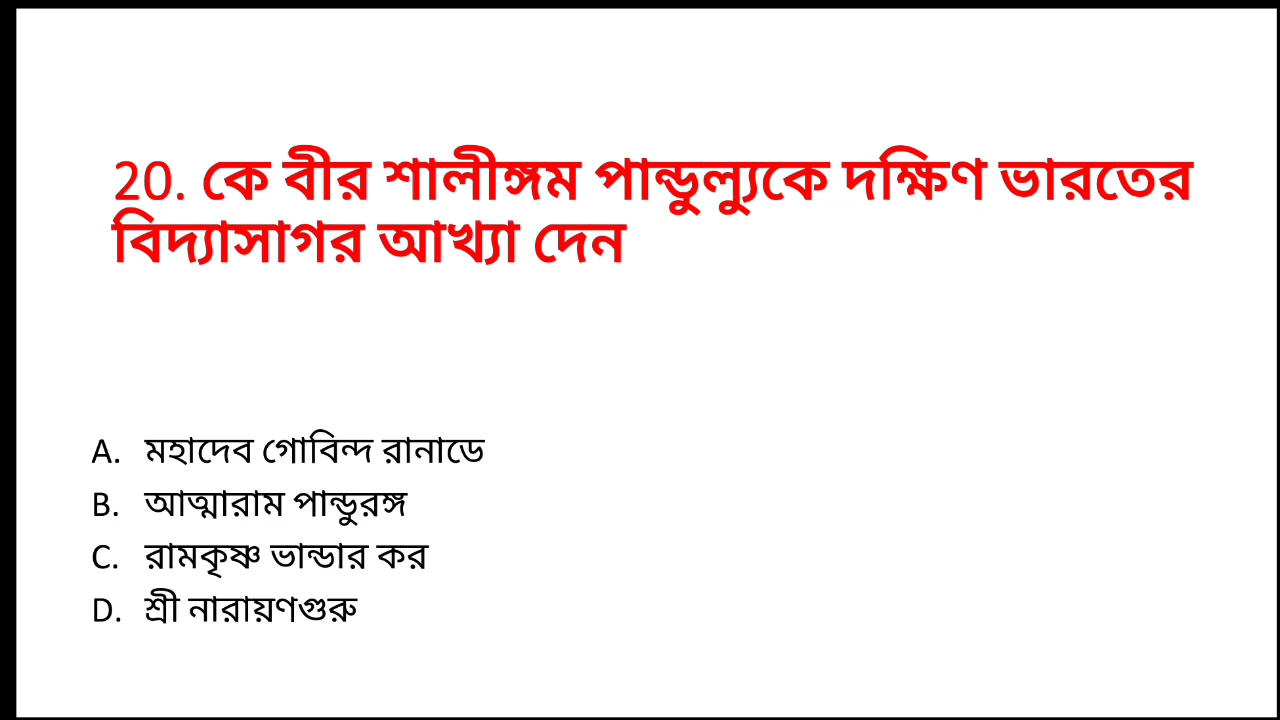 20. কে বীর শালীঙ্গম পান্ডুল্যুকে দক্ষিণ ভারতের
বিদ্যাসাগর আখ্যা দেন
A. মহাদেব গোবিন্দ রানাডে
B. আত্মারাম পান্ডুরঙ্গ
C. রামকৃষ্ণ ভান্ডার কর
D. শ্রী নারায়ণগুরু